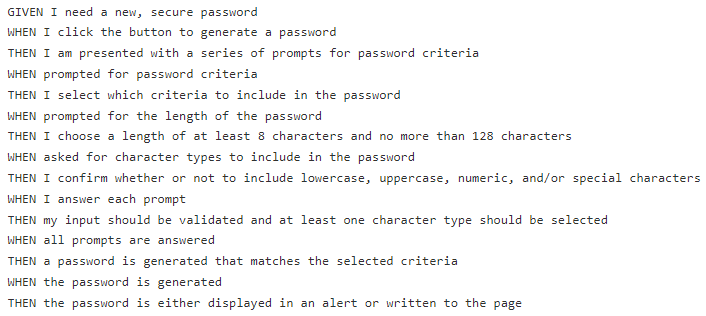 GIVEN I need a new, secure password
WHEN I click the button to generate a password
THEN I am presented with a series of prompts for password criteria
WHEN prompted for password criteria
THEN I select which criteria to include in the password
WHEN prompted for the length of the password
THEN I choose a length of at least 8 characters and no more than 128 characters
WHEN asked for character types to include in the password
THEN I confirm whether or not to include lowercase, uppercase, numeric, and/or special characters
WHEN I answer each prompt
THEN my input should be validated and at least one character type should be selected
WHEN all prompts are answered
THEN a password is generated that matches the selected criteria
WHEN the password is generated
THEN the password is either displayed in an alert or written to the page